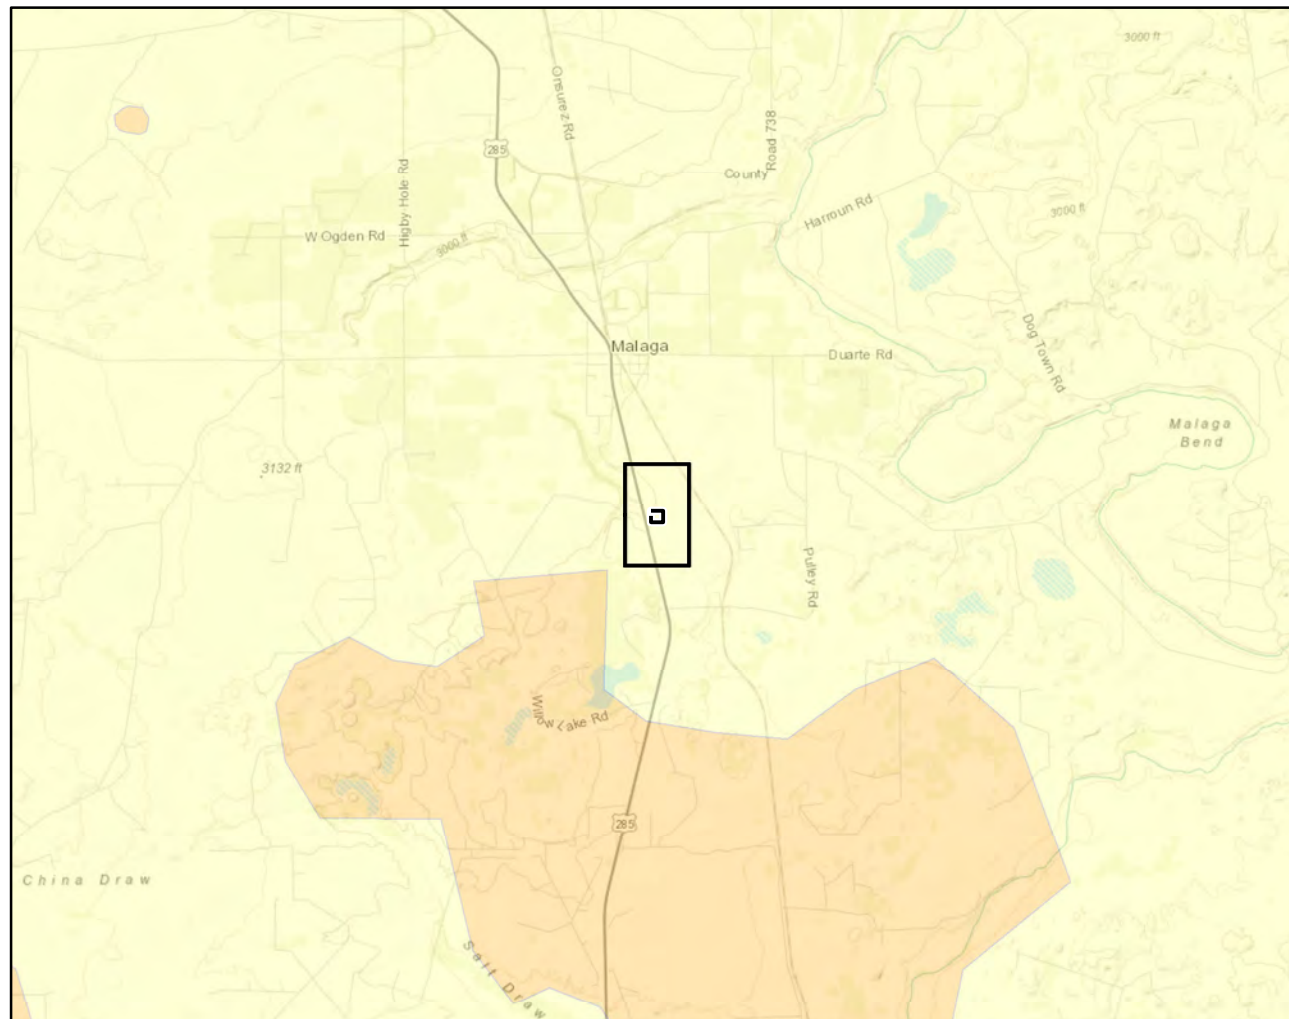 3000 ft
Onsurez Rd
285
Road 738
County
Higby Hole Rd
Harroun Rd
3000 ft
W Ogden Rd
3000 ft
Malaga
Duarte Rd
Dog Town Rd
Malaga
Bend
3132 ft
Pulley Rd
Willow Lake Rd
285
China Draw
Salt Draw